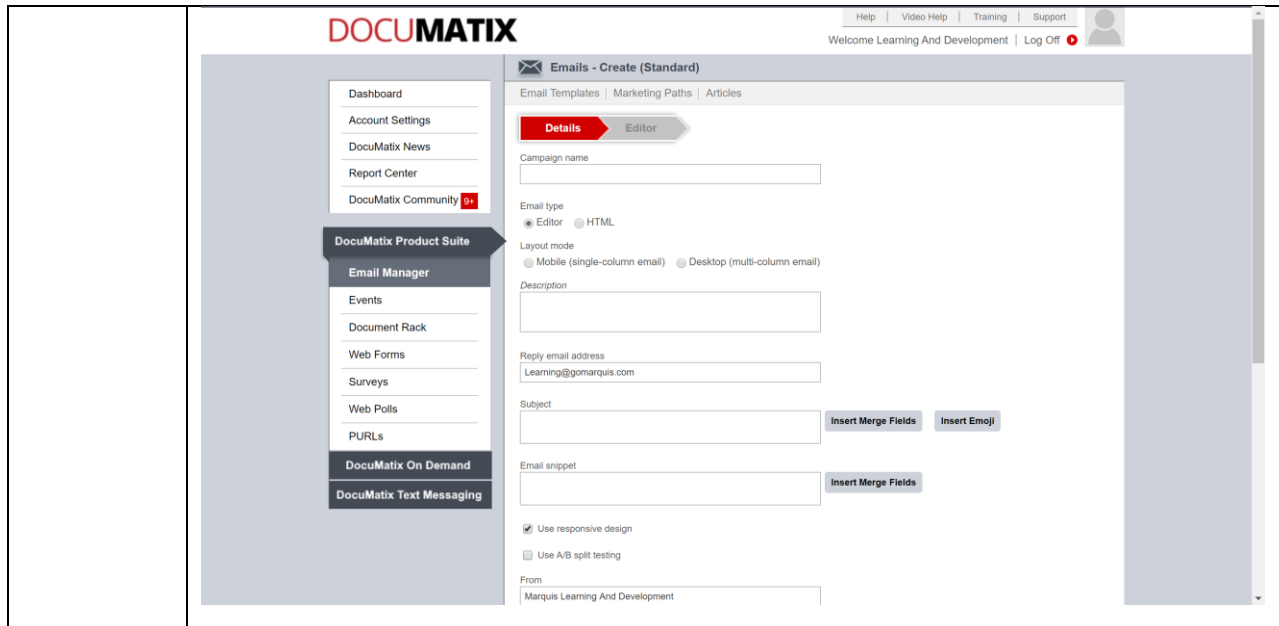 DOCUMATIX
Help | Video Help | Training | Support
Welcome Learning And Development | Log Off
Emails - Create (Standard)
Email Templates | Marketing Paths | Articles
Dashboard
Account Settings
DocuMatix News
Report Center
DocuMatix Community 9+
DocuMatix Product Suite
Email Manager
Events
Document Rack
Web Forms
Surveys
Web Polls
PURLs
DocuMatix On Demand
DocuMatix Text Messaging
Details Editor
Campaign name
Email type
Editor HTML
Layout mode
Mobile (single-column email) Desktop (multi-column email)
Description
Reply email address
Learning@gomarquis.com
Subject
Insert Merge Fields Insert Emoji
Email snippet
Insert Merge Fields
Use responsive design
Use A/B split testing
From
Marquis Learning And Development